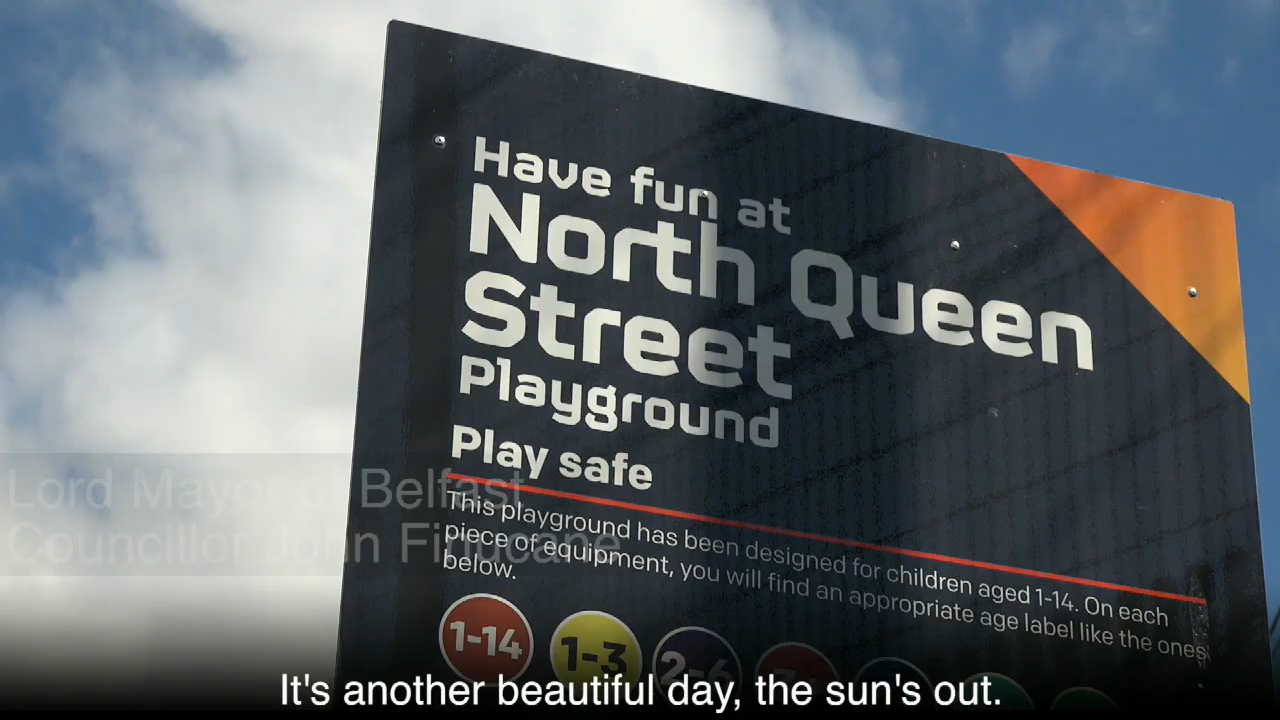 Have fun at
North Queen
Street
Playground
Play safe
This playground has been designed for children aged 1-14. On each
piece of equipment, you will find an appropriate age label like the ones
below.
1-14
1-3
2-6
Lord Mayor of Belfast
Councillor John Finucane
It's another beautiful day, the sun's out.